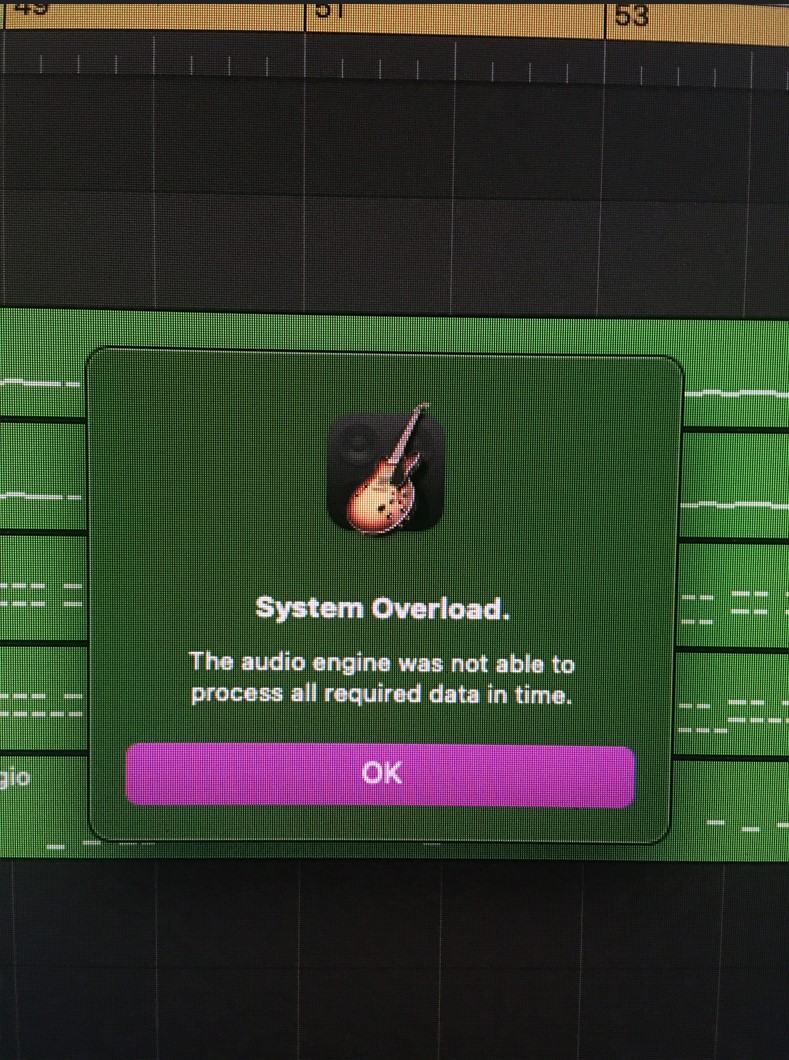 49 51 53
System Overload.
The audio engine was not able to
process all required data in time.
OK
gio